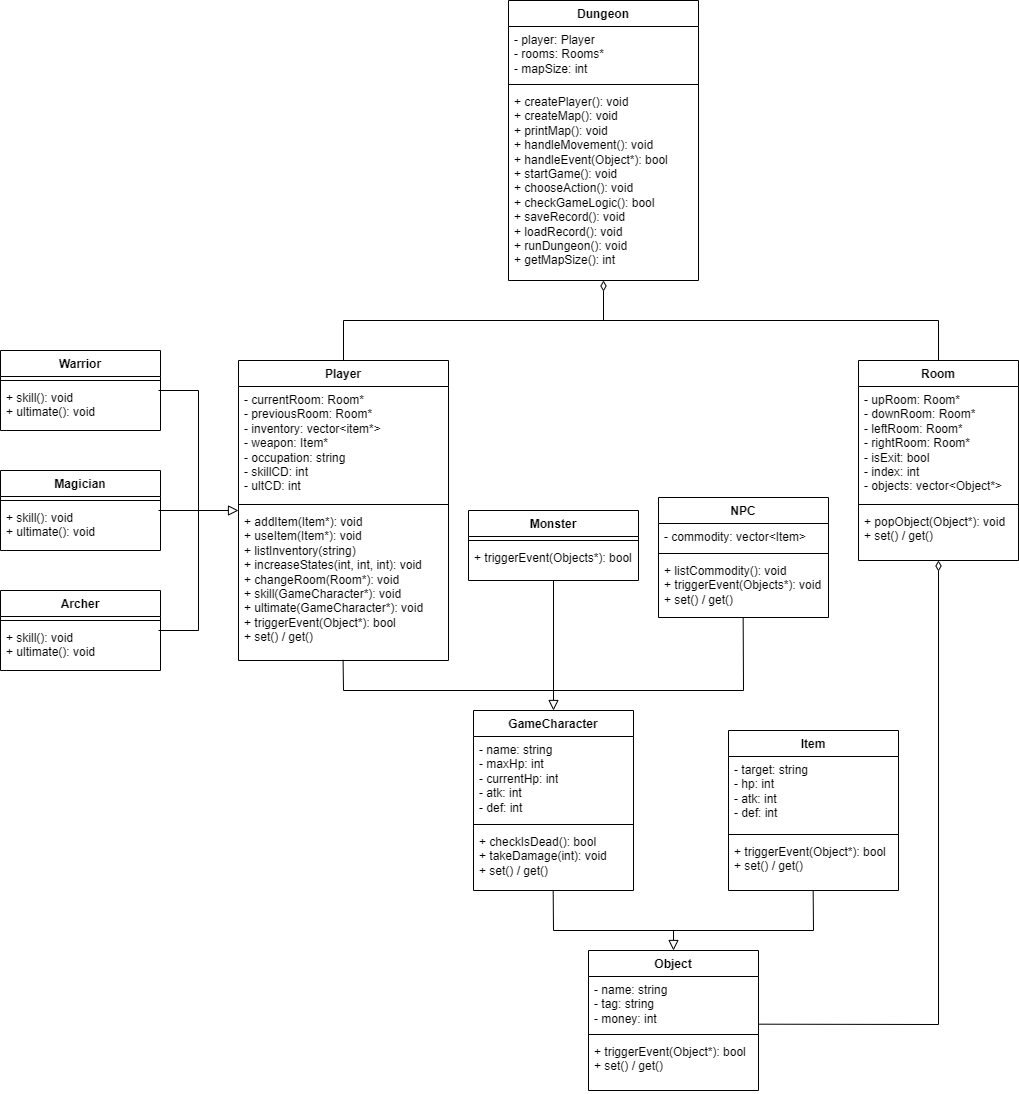 Dungeon
- player: Player
- rooms: Rooms*
- mapSize: int
+ createPlayer(): void
+ createMap(): void
+ printMap(): void
+ handleMovement(): void
+ handleEvent(Object*): bool
+ startGame(): void
+ chooseAction(): void
+ checkGameLogic(): bool
+ saveRecord(): void
+ loadRecord(): void
+ runDungeon(): void
+ getMapSize(): int
Warrior
+ skill(): void
+ ultimate(): void
Magician
+ skill(): void
+ ultimate(): void
Archer
+ skill(): void
+ ultimate(): void
Player
- currentRoom: Room*
- previousRoom: Room*
- inventory: vector<item*>
- weapon: Item*
- occupation: string
- skillCD: int
- ultCD: int
+ addItem(Item*): void
+ useItem(Item*): void
+ listInventory(string)
+ increaseStates(int, int, int): void
+ changeRoom(Room*): void
+ skill(GameCharacter*): void
+ ultimate(GameCharacter*): void
+ triggerEvent(Object*): bool
+ set() / get()
Monster
+ triggerEvent(Objects*): bool
NPC
- commodity: vector<Item>
+ listCommodity(): void
+ triggerEvent(Objects*): void
+ set() / get()
Room
- upRoom: Room*
- downRoom: Room*
- leftRoom: Room*
- rightRoom: Room*
- isExit: bool
- index: int
- objects: vector<Object*>
+ popObject(Object*): void
+ set() / get()
GameCharacter
- name: string
- maxHp: int
- currentHp: int
- atk: int
- def: int
+ checkIsDead(): bool
+ takeDamage(int): void
+ set() / get()
Item
- target: string
- hp: int
- atk: int
- def: int
+ triggerEvent(Object*): bool
+ set() / get()
Object
- name: string
- tag: string
- money: int
+ triggerEvent(Object*): bool
+ set() / get()